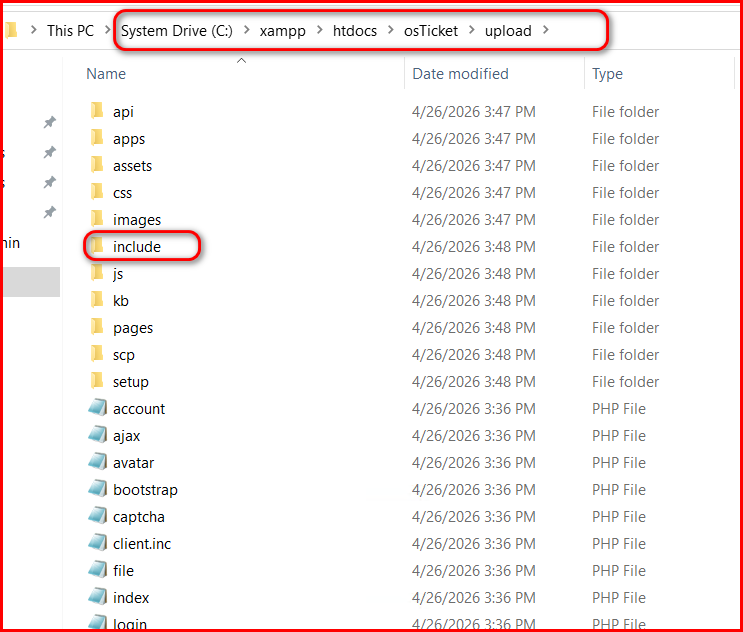 This PC > System Drive (C:) > xampp > htdocs > osTicket > upload >
Name Date modified Type
api 4/26/2026 3:47 PM File folder
apps 4/26/2026 3:47 PM File folder
assets 4/26/2026 3:47 PM File folder
css 4/26/2026 3:47 PM File folder
images 4/26/2026 3:47 PM File folder
include 4/26/2026 3:48 PM File folder
js 4/26/2026 3:48 PM File folder
kb 4/26/2026 3:48 PM File folder
pages 4/26/2026 3:48 PM File folder
scp 4/26/2026 3:48 PM File folder
setup 4/26/2026 3:48 PM File folder
account 4/26/2026 3:36 PM PHP File
ajax 4/26/2026 3:36 PM PHP File
avatar 4/26/2026 3:36 PM PHP File
bootstrap 4/26/2026 3:36 PM PHP File
captcha 4/26/2026 3:36 PM PHP File
client.inc 4/26/2026 3:36 PM PHP File
file 4/26/2026 3:36 PM PHP File
index 4/26/2026 3:36 PM PHP File
login 4/26/2026 3:36 PM PHP File